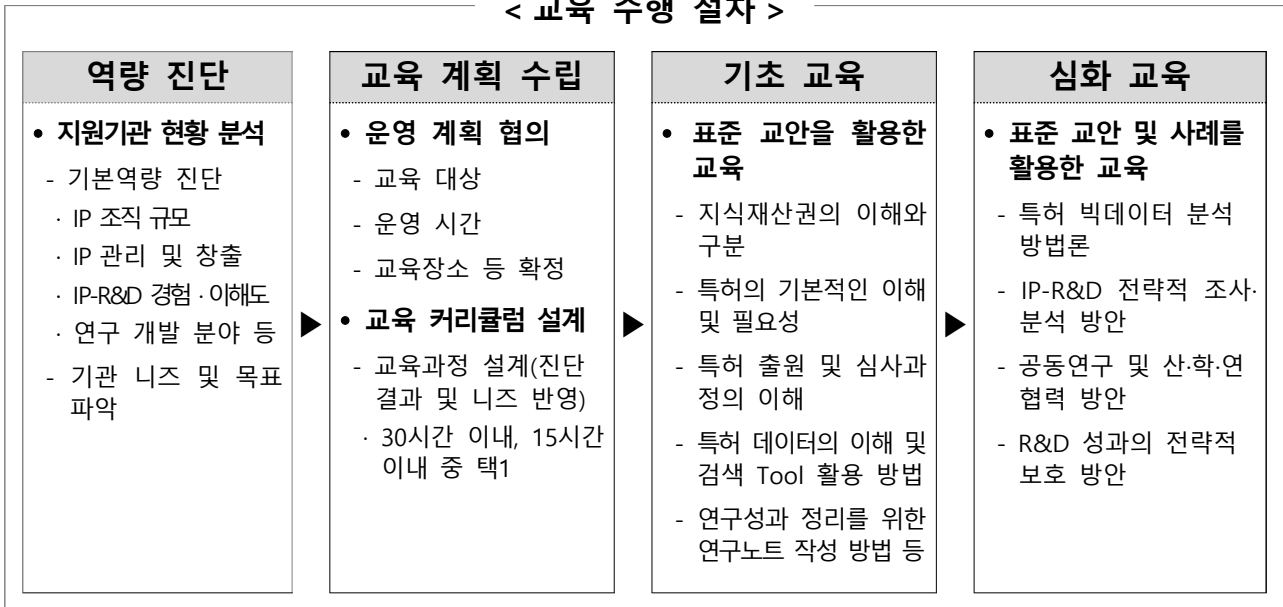 < 교육 수행 절차 >
역량 진단
• 지원기관 현황 분석
- 기본역량 진단
· IP 조직 규모
· IP 관리 및 창출
· IP-R&D 경험·이해도
· 연구 개발 분야 등
- 기관 니즈 및 목표
파악
▶
교육 계획 수립
• 운영 계획 협의
- 교육 대상
- 운영 시간
- 교육장소 등 확정
• 교육 커리큘럼 설계
- 교육과정 설계(진단
결과 및 니즈 반영)
· 30시간 이내, 15시간
이내 중 택1
▶
기초 교육
• 표준 교안을 활용한
교육
- 지식재산권의 이해와
구분
- 특허의 기본적인 이해
및 필요성
- 특허 출원 및 심사과
정의 이해
- 특허 데이터의 이해 및
검색 Tool 활용 방법
- 연구성과 정리를 위한
연구노트 작성 방법 등
▶
심화 교육
• 표준 교안 및 사례를
활용한 교육
- 특허 빅데이터 분석
방법론
- IP-R&D 전략적 조사·
분석 방안
- 공동연구 및 산·학·연
협력 방안
- R&D 성과의 전략적
보호 방안